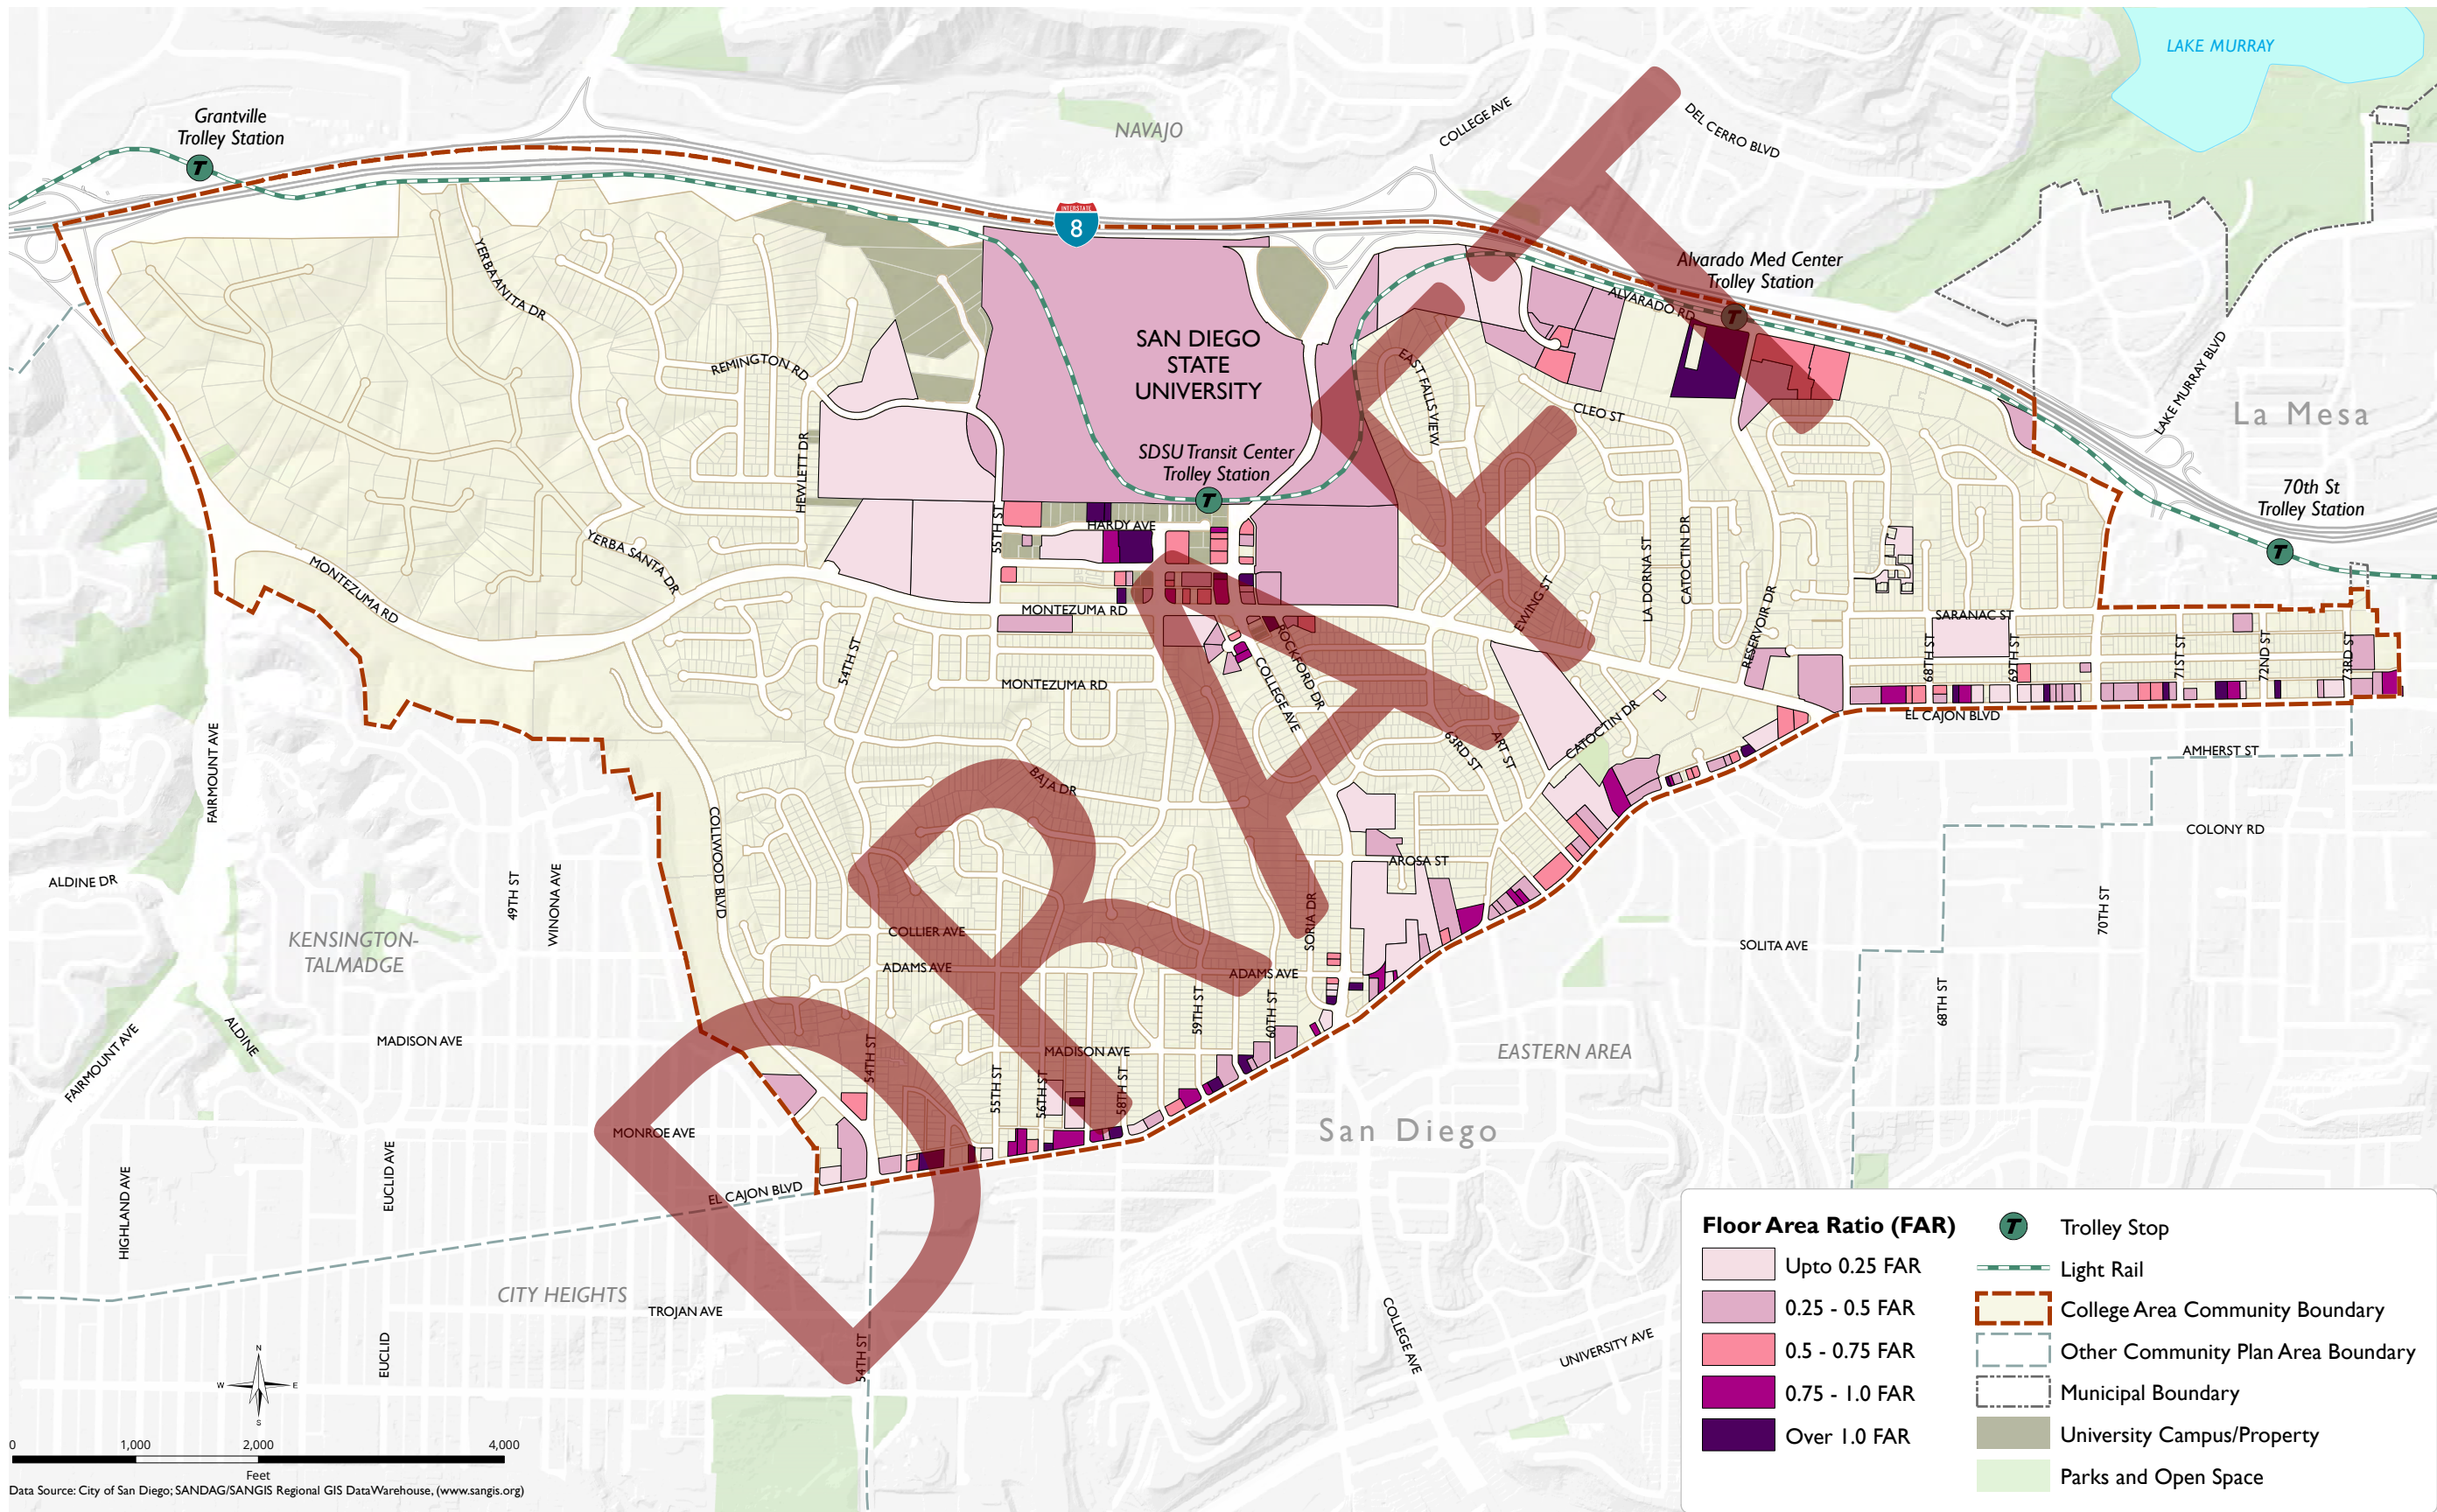 LAKE MURRAY
Grantville
Trolley Station
NAVAJO
COLLEGE AVE
DEL CERRO BLVD
INTERSTATE
8
YERBA ANITA DR
Alvarado Med Center
Trolley Station
ALVARADO RD
SAN DIEGO
STATE
UNIVERSITY
REMINGTON RD
EAST FALLS VIEW
CLEO ST
LAKE MURRAY BLVD
La Mesa
SDSU Transit Center
Trolley Station
HEWLETT DR
70th St
Trolley Station
55TH ST
HARDY AVE
YERBA SANTA DR
MONTEZUMA RD
MONTEZUMA RD
EWING ST
LA DORNA ST
CATOCTIN DR
RESERVOIR DR
SARANAC ST
54TH ST
ROCKFORD DR
68TH ST
69TH ST
71ST ST
72ND ST
73RD ST
MONTEZUMA RD
COLLEGE AVE
CATOCTIN DR
EL CAJON BLVD
63RD ST
ART ST
AMHERST ST
FAIRMOUNT AVE
BAJA DR
COLLWOOD BLVD
COLONY RD
ALDINE DR
49TH ST
WINONA AVE
AROSA ST
70TH ST
KENSINGTON-
TALMADGE
COLLIER AVE
SORIA DR
SOLITA AVE
ADAMS AVE
ADAMS AVE
59TH ST
60TH ST
68TH ST
FAIRMOUNT AVE
ALDINE
MADISON AVE
54TH ST
MADISON AVE
EASTERN AREA
55TH ST
56TH ST
58TH ST
MONROE AVE
San Diego
HIGHLAND AVE
EUCLID AVE
EL CAJON BLVD
CITY HEIGHTS
TROJAN AVE
EUCLID
54TH ST
COLLEGE AVE
UNIVERSITY AVE
DRAFT
N
W
E
S
0
1,000
2,000
4,000
Feet
Data Source: City of San Diego; SANDAG/SANGIS Regional GIS DataWarehouse, (www.sangis.org)
Floor Area Ratio (FAR)
Upto 0.25 FAR
0.25 - 0.5 FAR
0.5 - 0.75 FAR
0.75 - 1.0 FAR
Over 1.0 FAR
T
Trolley Stop
Light Rail
College Area Community Boundary
Other Community Plan Area Boundary
Municipal Boundary
University Campus/Property
Parks and Open Space